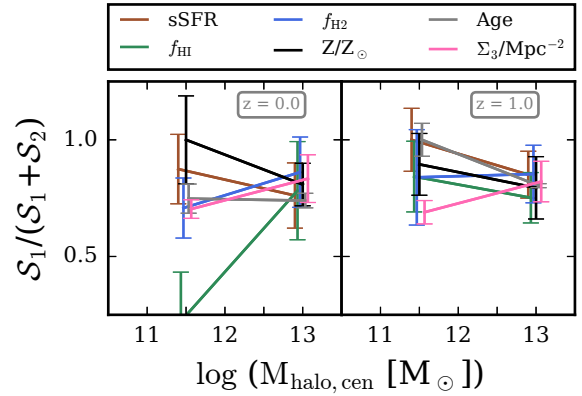 sSFR f_H2 Age
f_HI Z/Z_⊙ Σ_3/Mpc^−2
z = 0.0 z = 1.0
1.0
0.5
S_1/(S_1+S_2)
11 12 13 11 12 13
log (M_halo,cen [M_⊙]